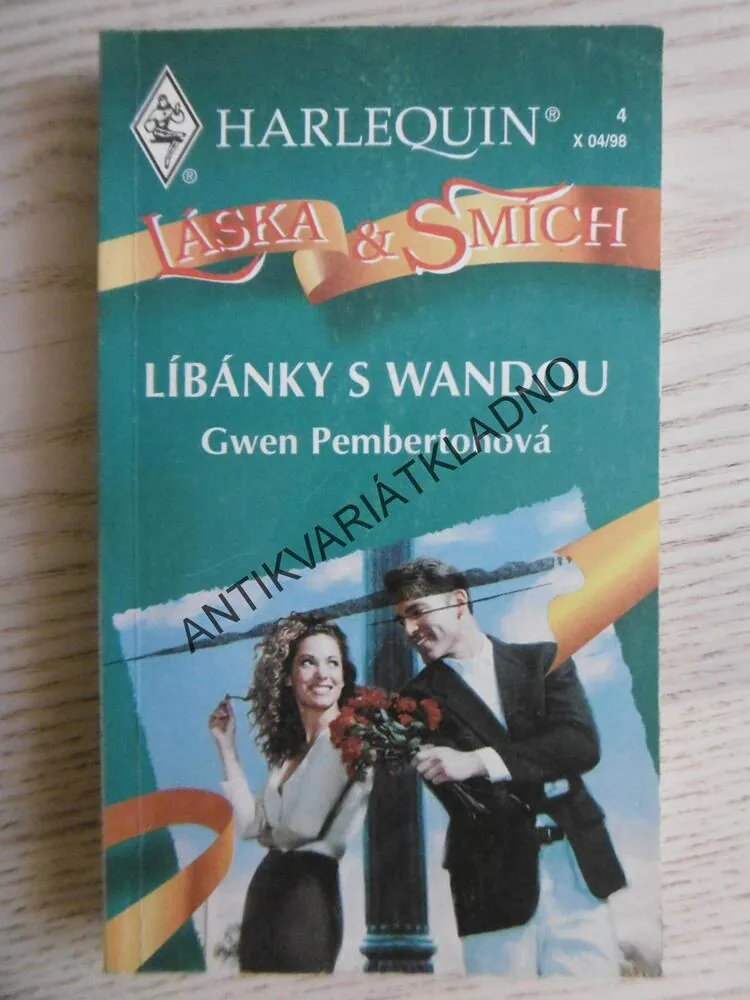 HARLEQUIN®
4
X 04/98
®
LÁSKA & SMÍCH
LÍBÁNKY S WANDOU
Gwen Pembertonová
ANTIKVARIÁTKLADNO